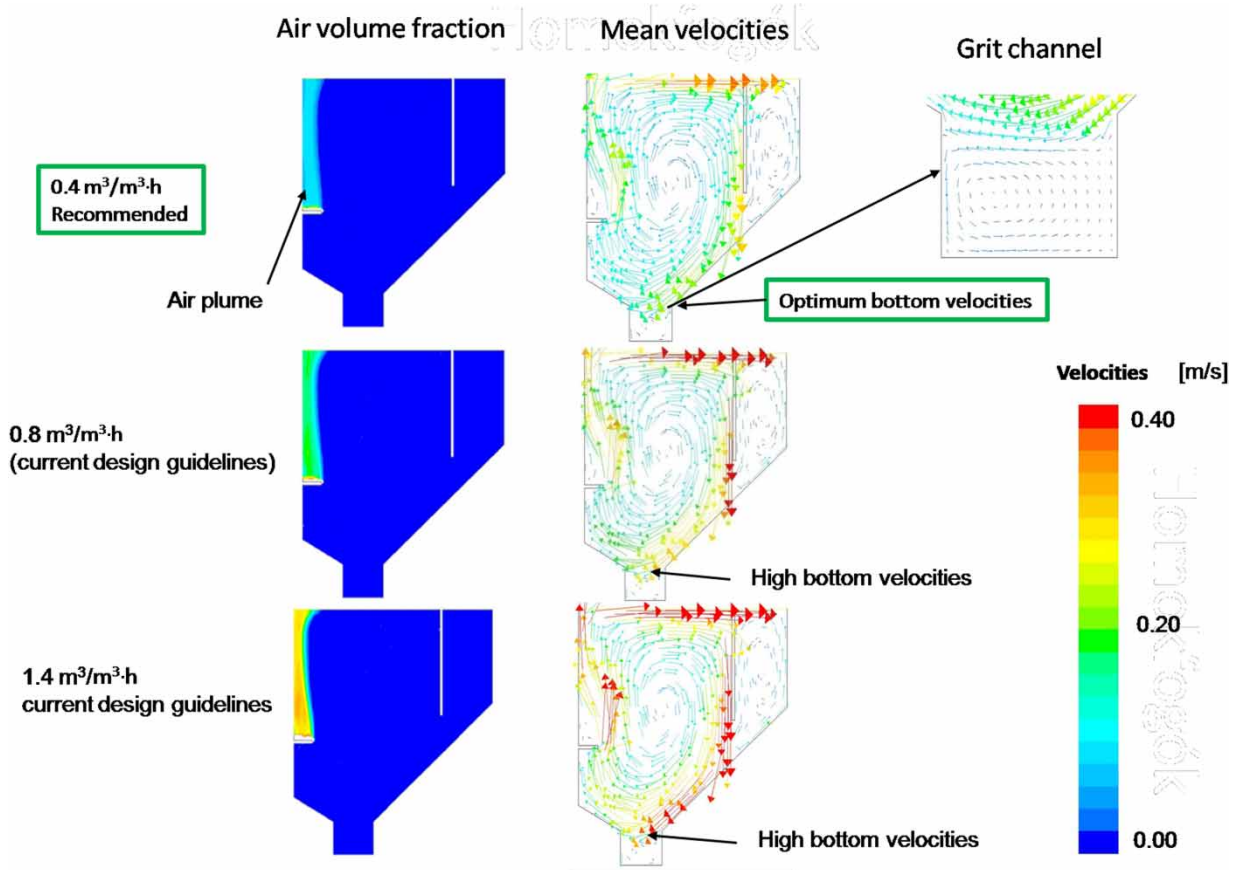 Homokfogók
Air volume fraction
Mean velocities
Grit channel
0.4 m³/m³·h
Recommended
Air plume
Optimum bottom velocities
0.8 m³/m³·h
(current design guidelines)
High bottom velocities
Velocities [m/s]
0.40
0.20
0.00
Homokfogók
1.4 m³/m³·h
current design guidelines
High bottom velocities